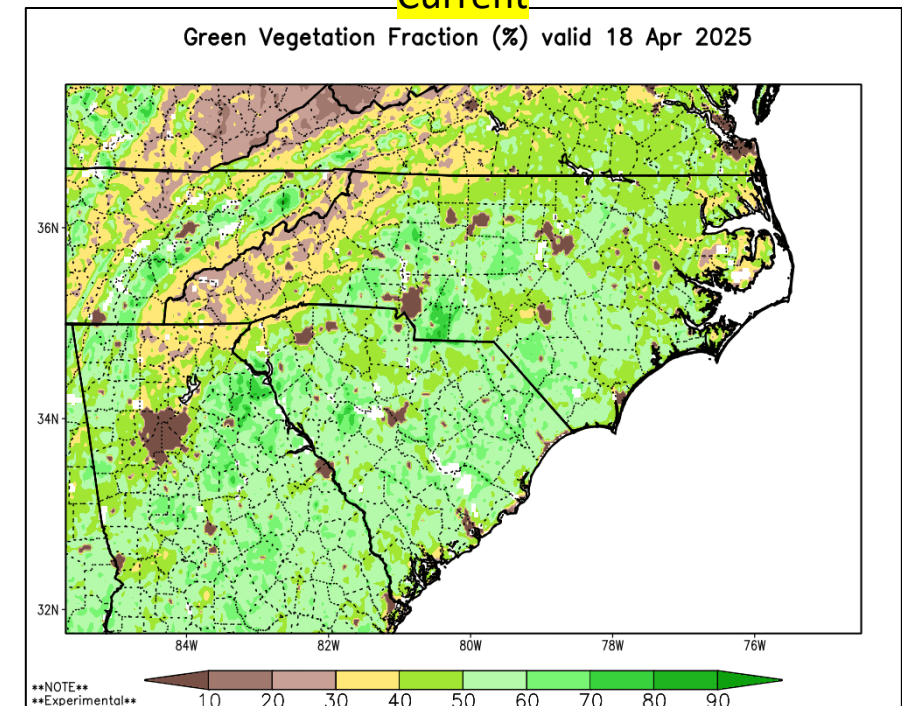 Current
Green Vegetation Fraction (%) valid 18 Apr 2025
36N
34N
32N
84W 82W 80W 78W 76W
**NOTE**
**Experimental**
10 20 30 40 50 60 70 80 90